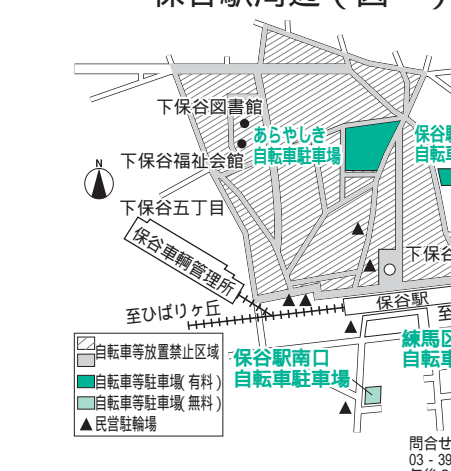 保谷駅周辺(図
下保谷図書館
あらやしき
自転車駐車場
保谷駅
自転車
下保谷福祉会館
N
下保谷五丁目
保谷車輌管理所
下保谷
至ひばりヶ丘
保谷駅
至
自転車等放置禁止区域
自転車等駐車場(有料)
自転車等駐車場(無料)
▲民営駐輪場
保谷駅南口
自転車駐車場
練馬区
自転車
問合せ
03-39